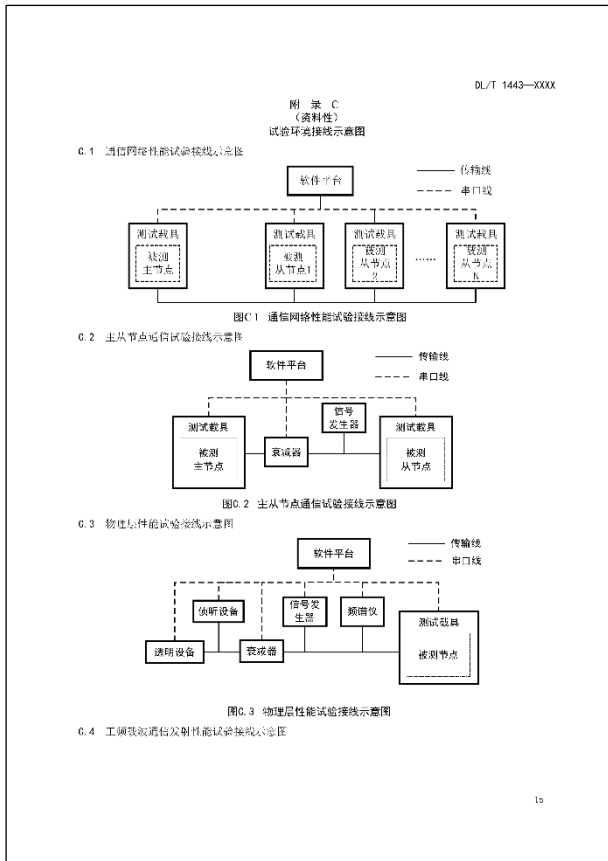 DL/T 1443—XXXX
附 录 C
（资料性）
试验环境接线示意图
C.1 通信网络性能试验接线示意图
软件平台
传输线
串口线
测试载具
被测
主节点
测试载具
被测
从节点1
测试载具
被测
从节点
2
……
测试载具
被测
从节点
N
图C.1 通信网络性能试验接线示意图
C.2 主从节点通信试验接线示意图
软件平台
传输线
串口线
测试载具
被测
主节点
衰减器
信号
发生器
测试载具
被测
从节点
图C.2 主从节点通信试验接线示意图
C.3 物理层性能试验接线示意图
软件平台
传输线
串口线
侦听设备
信号发
生器
频谱仪
透明设备
衰减器
测试载具
被测节点
图C.3 物理层性能试验接线示意图
C.4 工频载波通信发射性能试验接线示意图
15